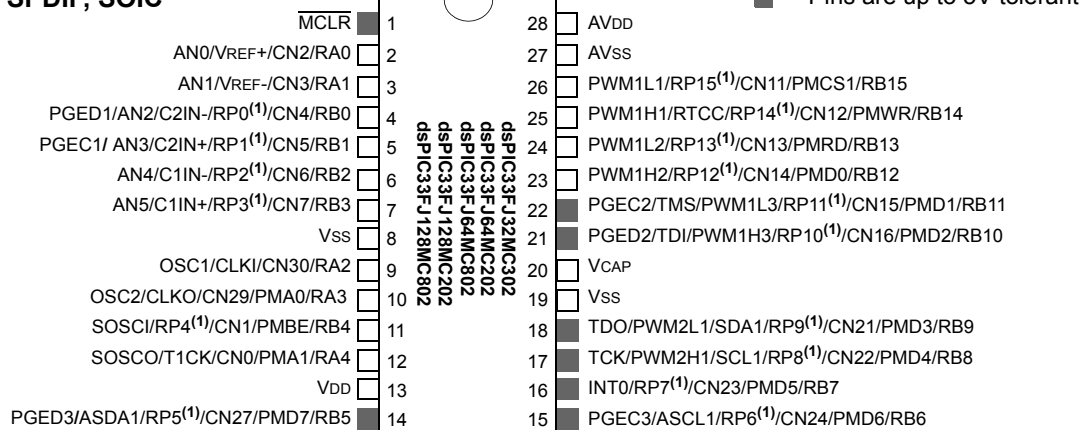 MCLR 1
AN0/VREF+/CN2/RA0 2
AN1/VREF-/CN3/RA1 3
PGED1/AN2/C2IN-/RP0(1)/CN4/RB0 4
PGEC1/ AN3/C2IN+/RP1(1)/CN5/RB1 5
AN4/C1IN-/RP2(1)/CN6/RB2 6
AN5/C1IN+/RP3(1)/CN7/RB3 7
VSS 8
OSC1/CLKI/CN30/RA2 9
OSC2/CLKO/CN29/PMA0/RA3 10
SOSCI/RP4(1)/CN1/PMBE/RB4 11
SOSCO/T1CK/CN0/PMA1/RA4 12
VDD 13
PGED3/ASDA1/RP5(1)/CN27/PMD7/RB5 14
dsPIC33FJ32MC302
dsPIC33FJ64MC202
dsPIC33FJ64MC802
dsPIC33FJ128MC202
dsPIC33FJ128MC802
28 AVDD
27 AVSS
26 PWM1L1/RP15(1)/CN11/PMCS1/RB15
25 PWM1H1/RTCC/RP14(1)/CN12/PMWR/RB14
24 PWM1L2/RP13(1)/CN13/PMRD/RB13
23 PWM1H2/RP12(1)/CN14/PMD0/RB12
22 PGEC2/TMS/PWM1L3/RP11(1)/CN15/PMD1/RB11
21 PGED2/TDI/PWM1H3/RP10(1)/CN16/PMD2/RB10
20 VCAP
19 VSS
18 TDO/PWM2L1/SDA1/RP9(1)/CN21/PMD3/RB9
17 TCK/PWM2H1/SCL1/RP8(1)/CN22/PMD4/RB8
16 INT0/RP7(1)/CN23/PMD5/RB7
15 PGEC3/ASCL1/RP6(1)/CN24/PMD6/RB6